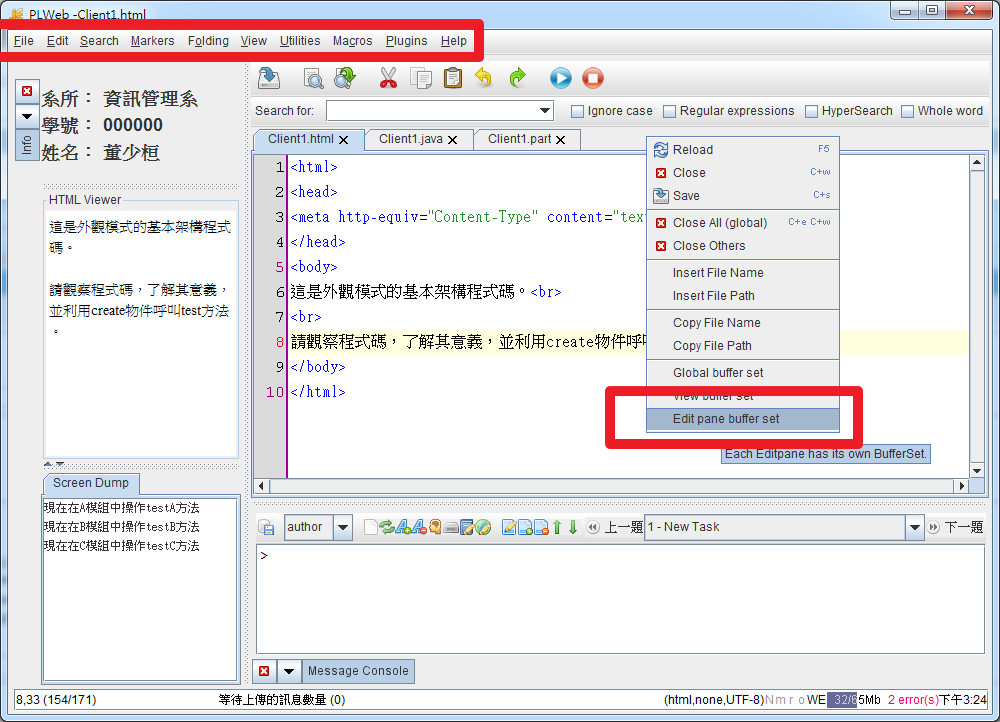 PLWeb -Client1.html
File Edit Search Markers Folding View Utilities Macros Plugins Help
Info
系所： 資訊管理系
學號： 000000
姓名： 董少桓
HTML Viewer
這是外觀模式的基本架構程式
碼。
請觀察程式碼，了解其意義，
並利用create物件呼叫test方法
。
Screen Dump
現在在A模組中操作testA方法
現在在B模組中操作testB方法
現在在C模組中操作testC方法
Search for: Ignore case Regular expressions HyperSearch Whole word
Client1.html Client1.java Client1.part
1 <html>
2 <head>
3 <meta http-equiv="Content-Type" content="tex
4 </head>
5 <body>
6 這是外觀模式的基本架構程式碼。<br>
7 <br>
8 請觀察程式碼，了解其意義，並利用create物件呼
9 </body>
10 </html>
Reload F5
Close C+w
Save C+s
Close All (global) C+e C+w
Close Others
Insert File Name
Insert File Path
Copy File Name
Copy File Path
Global buffer set
View buffer set
Edit pane buffer set
Each Editpane has its own BufferSet.
author 上一題 1 - New Task 下一題
>
Message Console
8,33 (154/171) 等待上傳的訊息數量 (0) (html,none,UTF-8)N m r o WE 32/65Mb 2 error(s)下午3:24